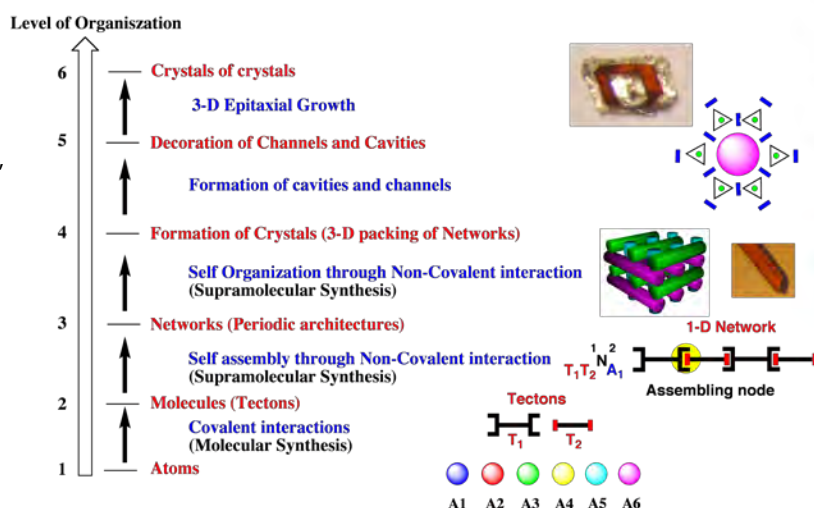 Level of Organiszation
6
Crystals of crystals
3-D Epitaxial Growth
5
Decoration of Channels and Cavities
,
Formation of cavities and channels
4
Formation of Crystals (3-D packing of Networks)
Self Organization through Non-Covalent interaction
(Supramolecular Synthesis)
3
Networks (Periodic architectures)
1-D Network
Self assembly through Non-Covalent interaction
(Supramolecular Synthesis)
T1T2 1N2 A1
Assembling node
2
Molecules (Tectons)
Tectons
Covalent interactions
(Molecular Synthesis)
T1 T2
1
Atoms
A1 A2 A3 A4 A5 A6